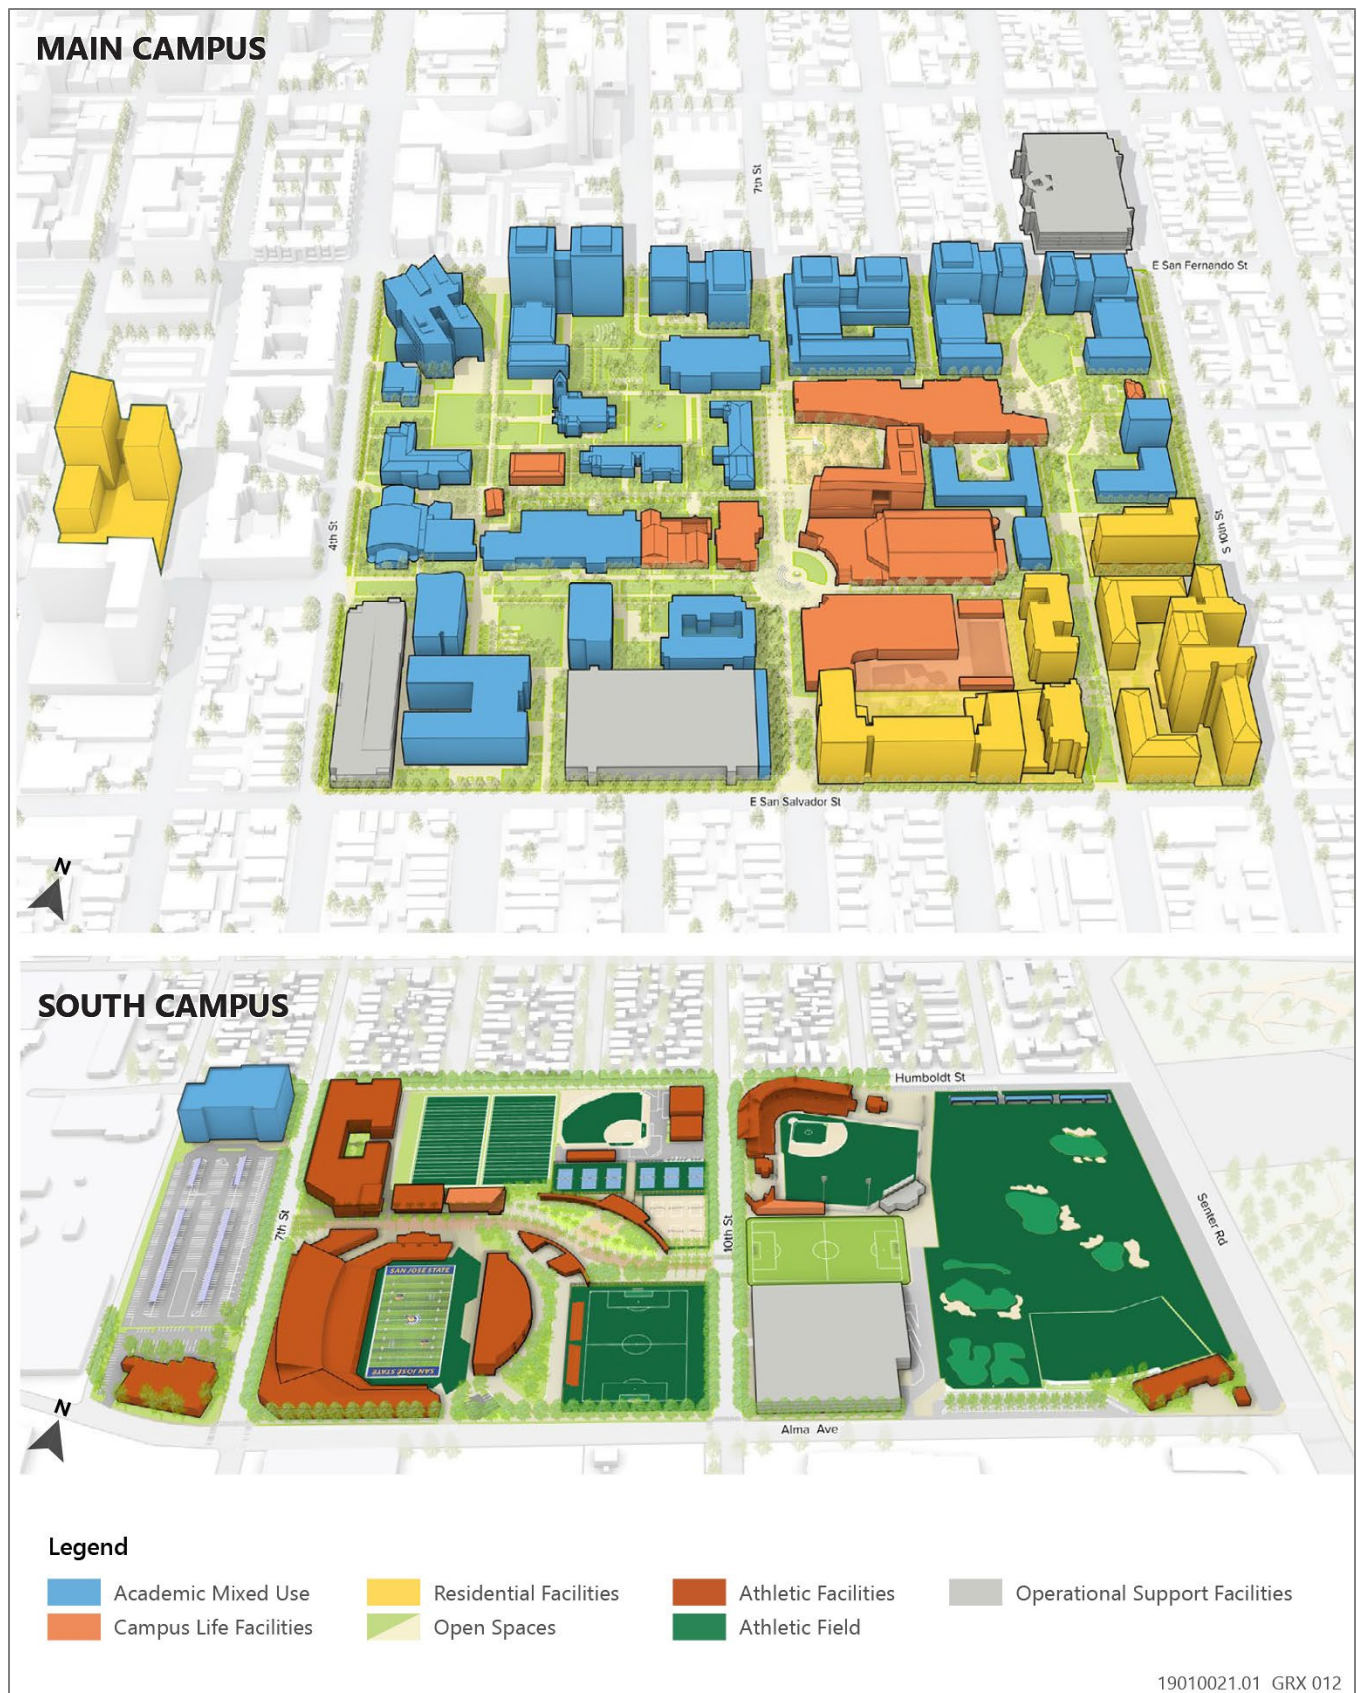 MAIN CAMPUS
7th St
E San Fernando St
4th St
S 10th St
E San Salvador St
N
SOUTH CAMPUS
Humboldt St
7th St
10th St
Senter Rd
SAN JOSE STATE
SAN JOSE STATE
N
Alma Ave
Legend
Academic Mixed Use
Residential Facilities
Athletic Facilities
Operational Support Facilities
Campus Life Facilities
Open Spaces
Athletic Field
19010021.01 GRX 012